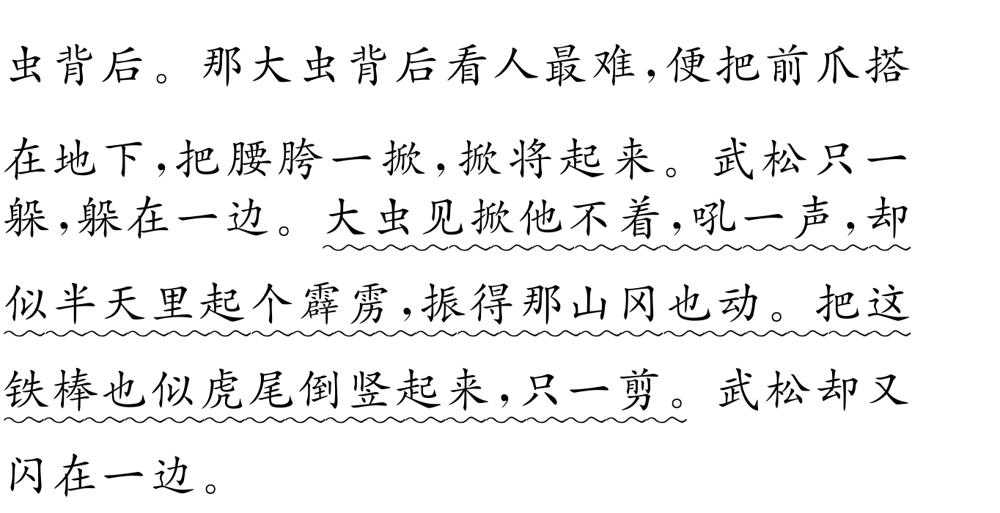 虫背后。那大虫背后看人最难,便把前爪搭
在地下,把腰胯一掀,掀将起来。武松只一
躲,躲在一边。大虫见掀他不着,吼一声,却
似半天里起个霹雳,振得那山冈也动。把这
铁棒也似虎尾倒竖起来,只一剪。武松却又
闪在一边。